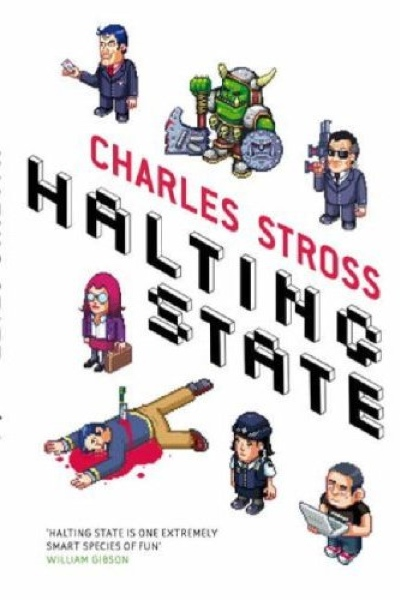 CHARLES STROSS
HALTING
STATE
'HALTING STATE IS ONE EXTREMELY
SMART SPECIES OF FUN'
WILLIAM GIBSON